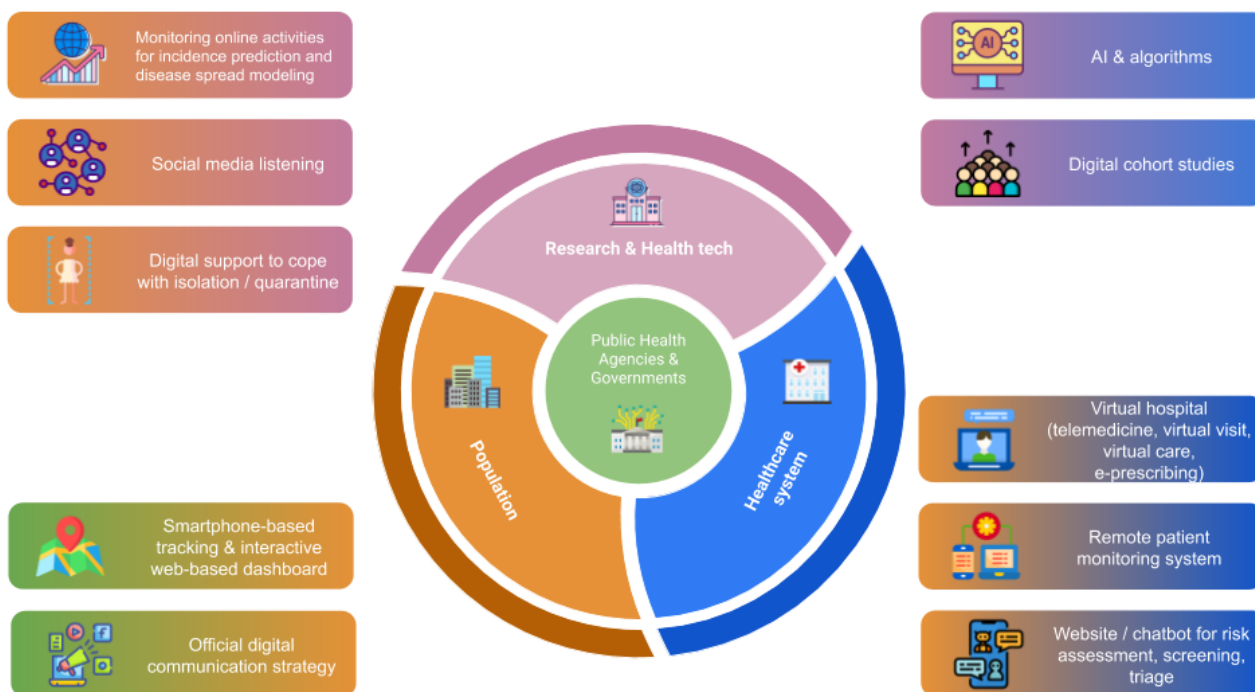 Monitoring online activities
for incidence prediction and
disease spread modeling
Social media listening
Digital support to cope
with isolation / quarantine
Smartphone-based
tracking & interactive
web-based dashboard
Official digital
communication strategy
Research & Health tech
Public Health
Agencies &
Governments
Population
Healthcare
system
AI
AI & algorithms
Digital cohort studies
Virtual hospital
(telemedicine, virtual visit,
virtual care,
e-prescribing)
Remote patient
monitoring system
Website / chatbot for risk
assessment, screening,
triage